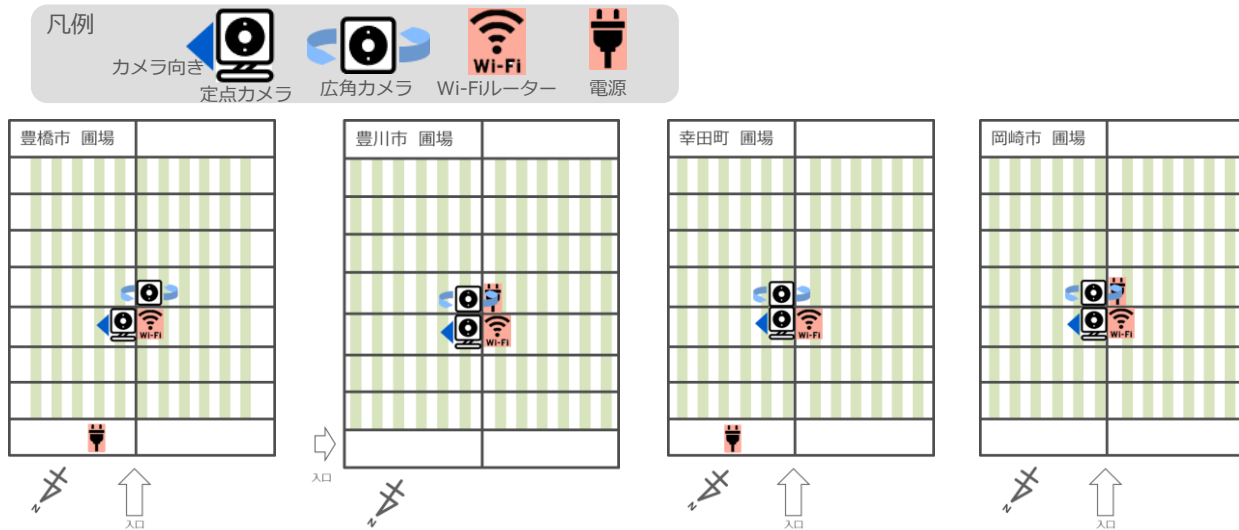 凡例
カメラ向き
Wi-Fi
定点カメラ
広角カメラ
Wi-Fiルーター
電源
豊橋市 圃場
豊川市 圃場
幸田町 圃場
岡崎市 圃場
Wi-Fi
Wi-Fi
Wi-Fi
Wi-Fi
入口
N
入口
N
N
入口
N
入口